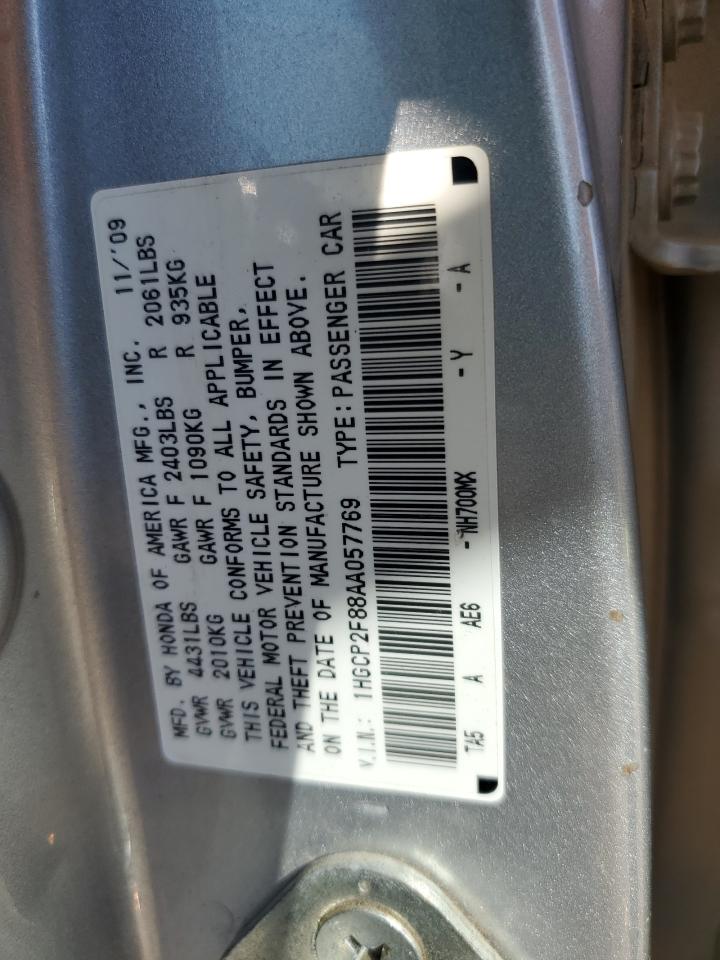 MFD. BY HONDA OF AMERICA MFG., INC. 11/'09
GVWR 4431LBS GAWR F 2403LBS R 2061LBS
GVWR 2010KG GAWR F 1090KG R 935KG
THIS VEHICLE CONFORMS TO ALL APPLICABLE
FEDERAL MOTOR VEHICLE SAFETY, BUMPER,
AND THEFT PREVENTION STANDARDS IN EFFECT
ON THE DATE OF MANUFACTURE SHOWN ABOVE.
V.I.N.: 1HGCP2F88AA057769 TYPE: PASSENGER CAR
TA5 A AE6 - NH700MX - Y - A